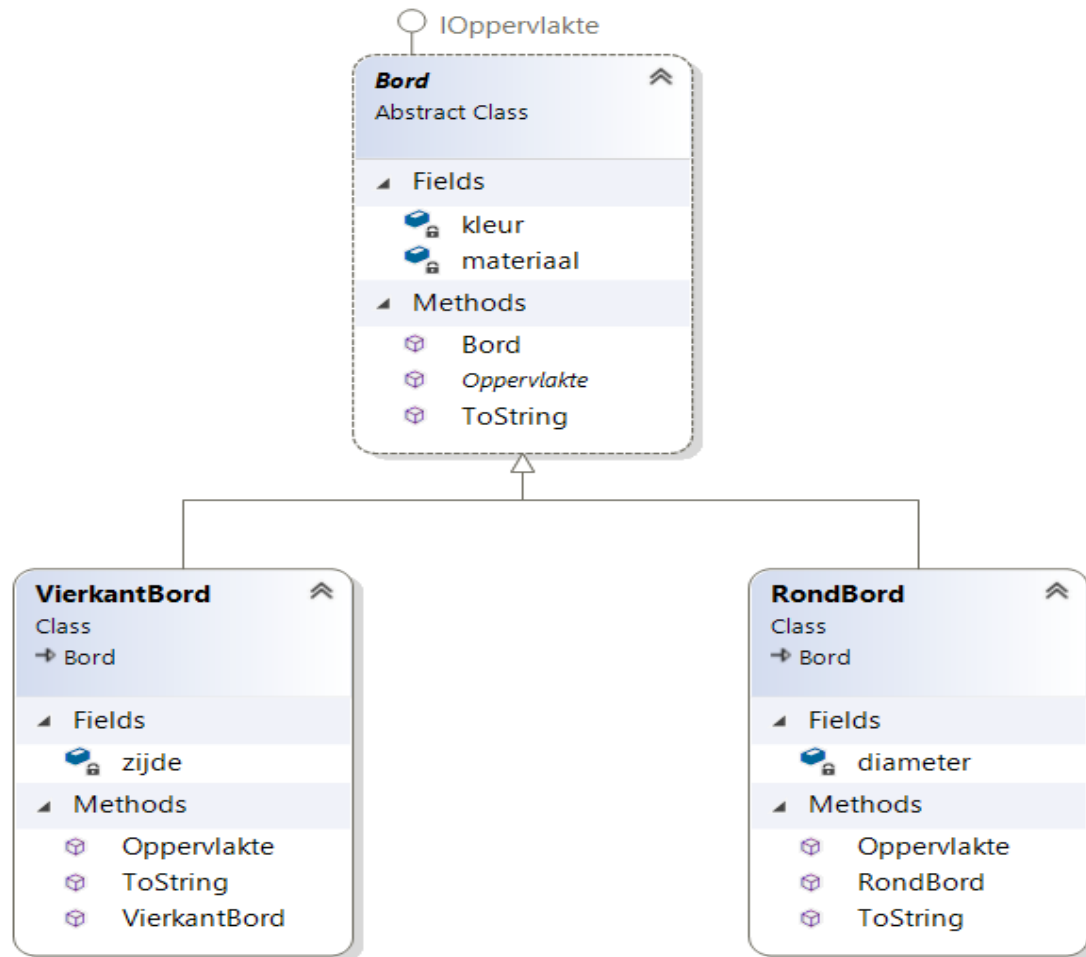 IOppervlakte
Bord
Abstract Class
Fields
kleur
materiaal
Methods
Bord
Oppervlakte
ToString
VierkantBord
Class
Bord
Fields
zijde
Methods
Oppervlakte
ToString
VierkantBord
RondBord
Class
Bord
Fields
diameter
Methods
Oppervlakte
RondBord
ToString